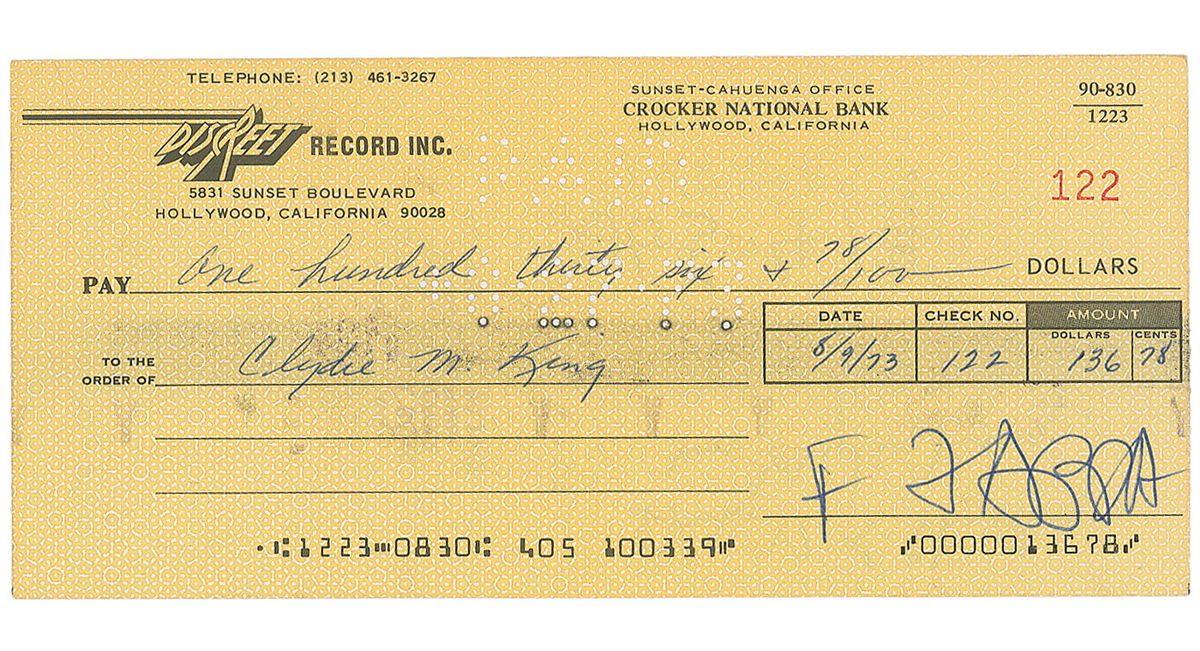 TELEPHONE: (213) 461-3267
DISCREET RECORD INC.
5831 SUNSET BOULEVARD
HOLLYWOOD, CALIFORNIA 90028
SUNSET-CAHUENGA OFFICE
CROCKER NATIONAL BANK
HOLLYWOOD, CALIFORNIA
90-830
1223
122
PAY One hundred thirty six & 78/100 DOLLARS
DATE CHECK NO. AMOUNT
DOLLARS CENTS
8/9/73 122 136 78
TO THE
ORDER OF Clydie M. King
F ZAPPA
⑆1223⑉0830⑆ 405 100339⑈ ⑈0000013678⑈